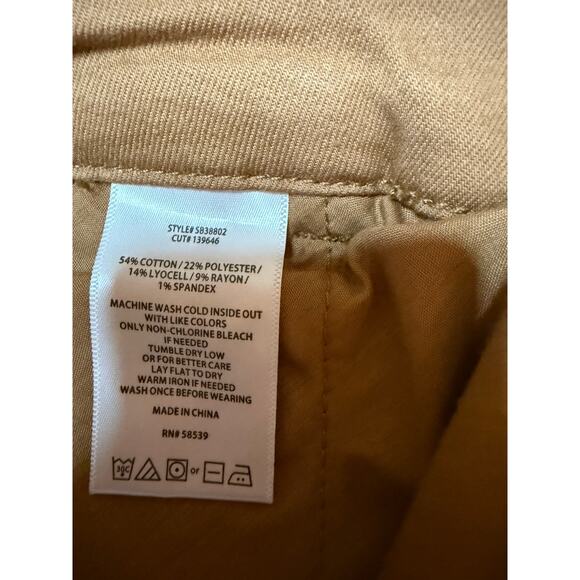 STYLE# SB38802
CUT# 139646
54% COTTON / 22% POLYESTER /
14% LYOCELL / 9% RAYON /
1% SPANDEX
MACHINE WASH COLD INSIDE OUT
WITH LIKE COLORS
ONLY NON-CHLORINE BLEACH
IF NEEDED
TUMBLE DRY LOW
OR FOR BETTER CARE
LAY FLAT TO DRY
WARM IRON IF NEEDED
WASH ONCE BEFORE WEARING
MADE IN CHINA
RN# 58539
30C or